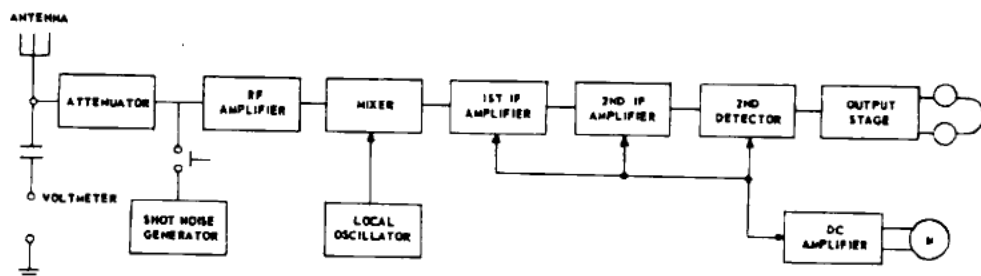 ANTENNA
ATTENUATOR
RF
AMPLIFIER
MIXER
1ST IF
AMPLIFIER
2ND IF
AMPLIFIER
2ND
DETECTOR
OUTPUT
STAGE
VOLTMETER
SHOT NOISE
GENERATOR
LOCAL
OSCILLATOR
DC
AMPLIFIER
M